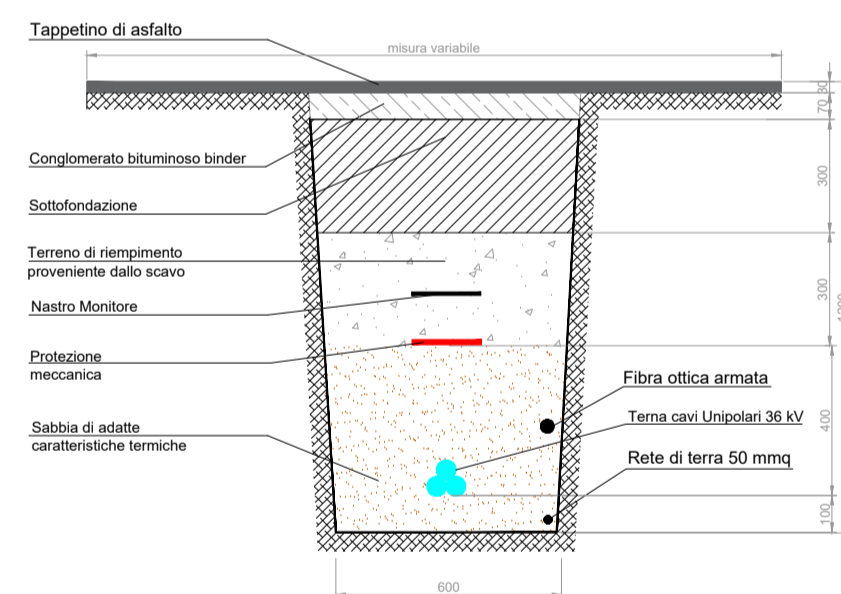 Tappetino di asfalto
misura variabile
30
70
Conglomerato bituminoso binder
300
Sottofondazione
Terreno di riempimento
proveniente dallo scavo
300
Nastro Monitore
Protezione
meccanica
Fibra ottica armata
Terna cavi Unipolari 36 kV
400
Sabbia di adatte
caratteristiche termiche
Rete di terra 50 mmq
100
600